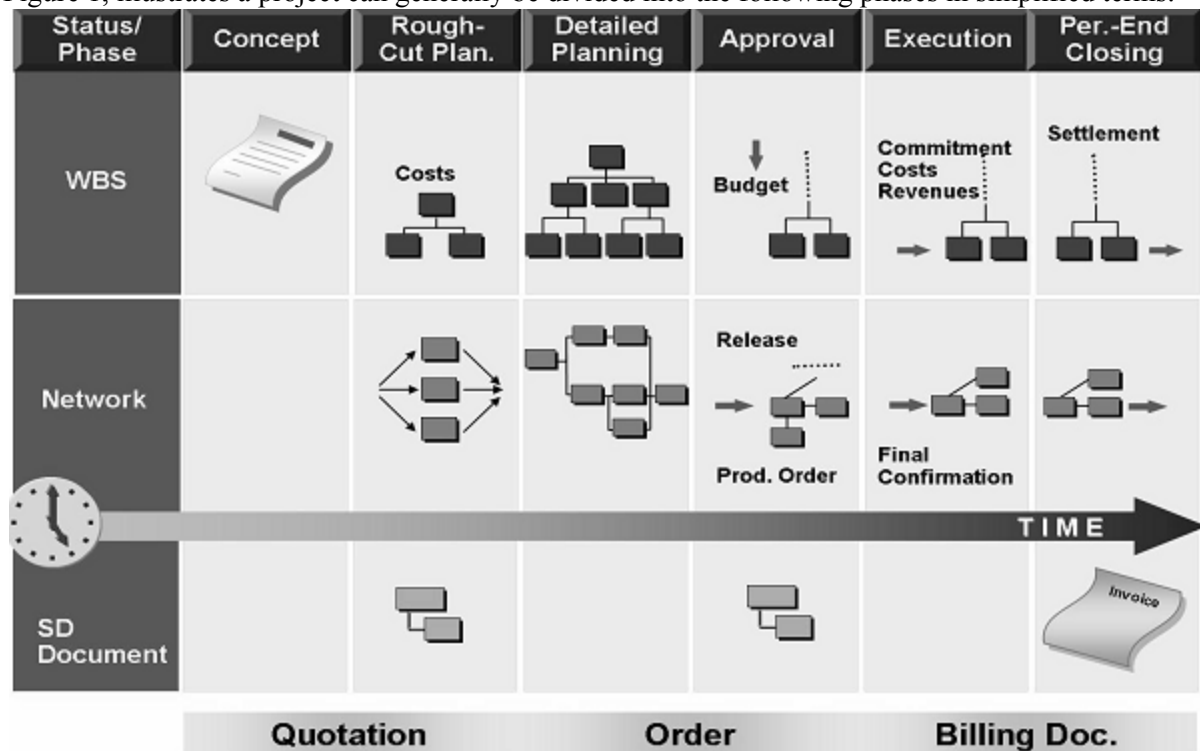 Figure 1, illustrates a project can generally be divided into the following phases in simplified terms.
Status/
Phase
Concept
Rough-
Cut Plan.
Detailed
Planning
Approval
Execution
Per.-End
Closing
WBS
Costs
Budget
Commitment
Costs
Revenues
Settlement
Network
Release
Prod. Order
Final
Confirmation
TIME
SD
Document
Invoice
Quotation
Order
Billing Doc.